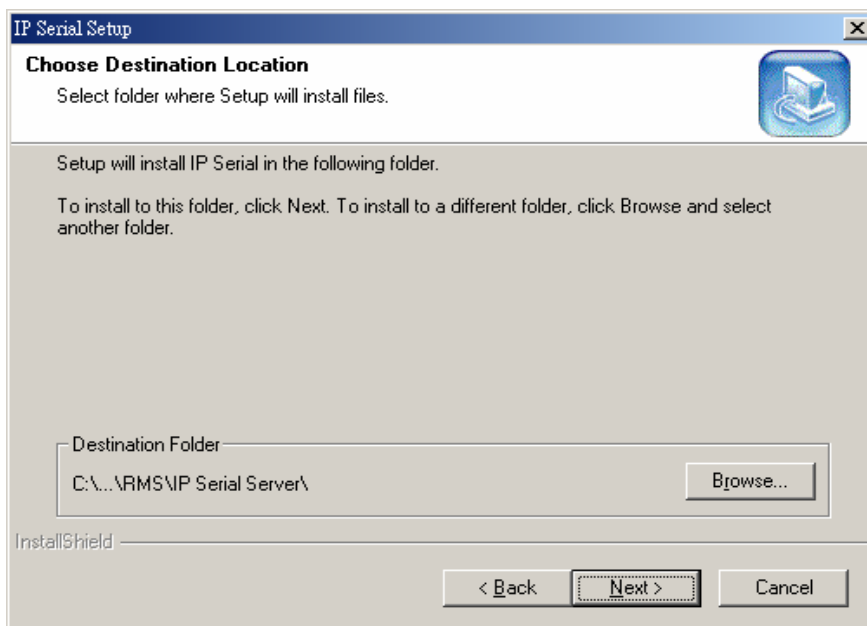 IP Serial Setup
Choose Destination Location
Select folder where Setup will install files.
Setup will install IP Serial in the following folder.
To install to this folder, click Next. To install to a different folder, click Browse and select
another folder.
Destination Folder
C:\...\RMS\IP Serial Server\
Browse...
InstallShield
< Back
Next >
Cancel